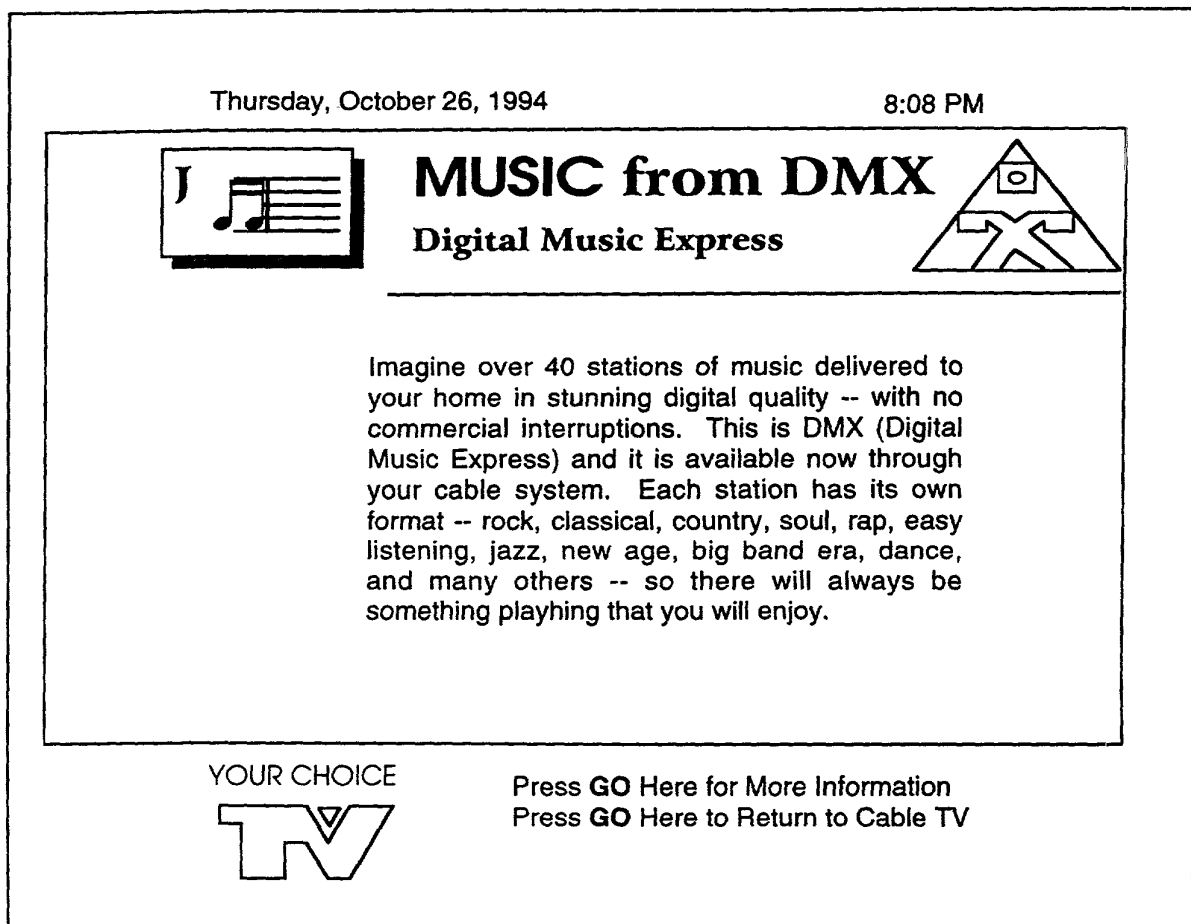 Thursday, October 26, 1994 8:08 PM
J
MUSIC from DMX
Digital Music Express
Imagine over 40 stations of music delivered to
your home in stunning digital quality -- with no
commercial interruptions. This is DMX (Digital
Music Express) and it is available now through
your cable system. Each station has its own
format -- rock, classical, country, soul, rap, easy
listening, jazz, new age, big band era, dance,
and many others -- so there will always be
something playhing that you will enjoy.
YOUR CHOICE
TV
Press GO Here for More Information
Press GO Here to Return to Cable TV